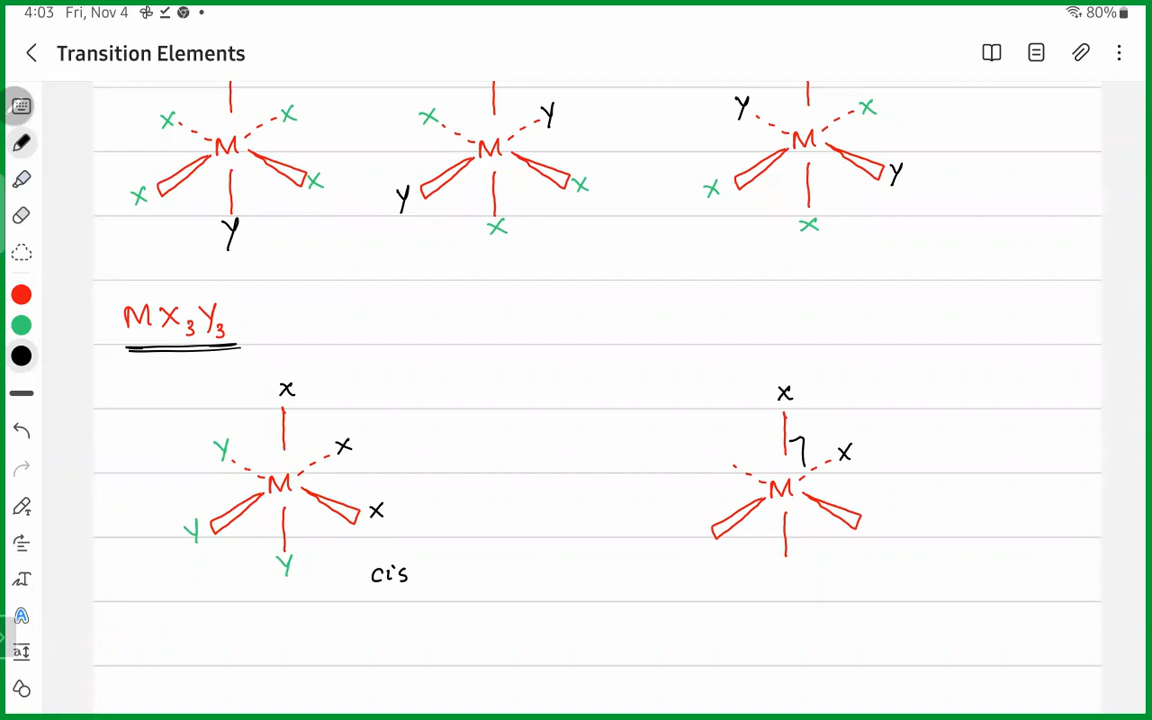 4:03 Fri, Nov 4 80%
Transition Elements
X X X Y Y X
M M M
X X Y X X Y
Y X X
MX₃Y₃
X X
Y X X
M M
Y X
Y
cis